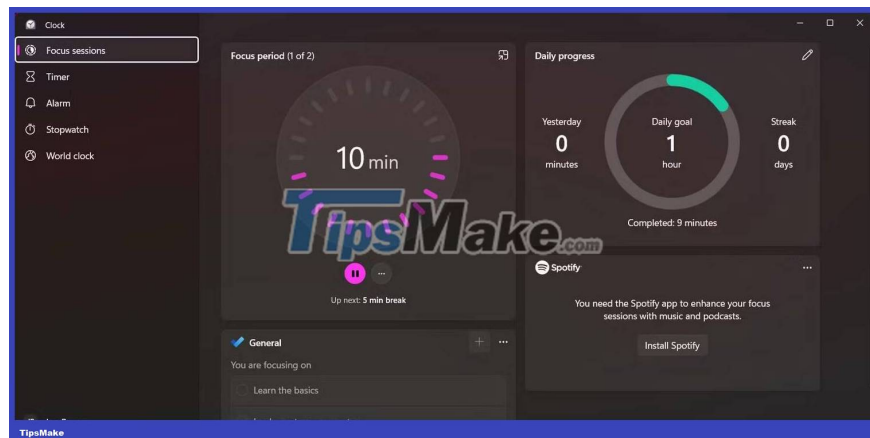 Clock
Focus sessions
Timer
Alarm
Stopwatch
World clock
Focus period (1 of 2)
10 min
TipsMake.com
Up next: 5 min break
General
You are focusing on
Learn the basics
Daily progress
Yesterday
0
minutes
Daily goal
1
hour
Streak
0
days
Completed: 9 minutes
Spotify
You need the Spotify app to enhance your focus
sessions with music and podcasts.
Install Spotify
TipsMake